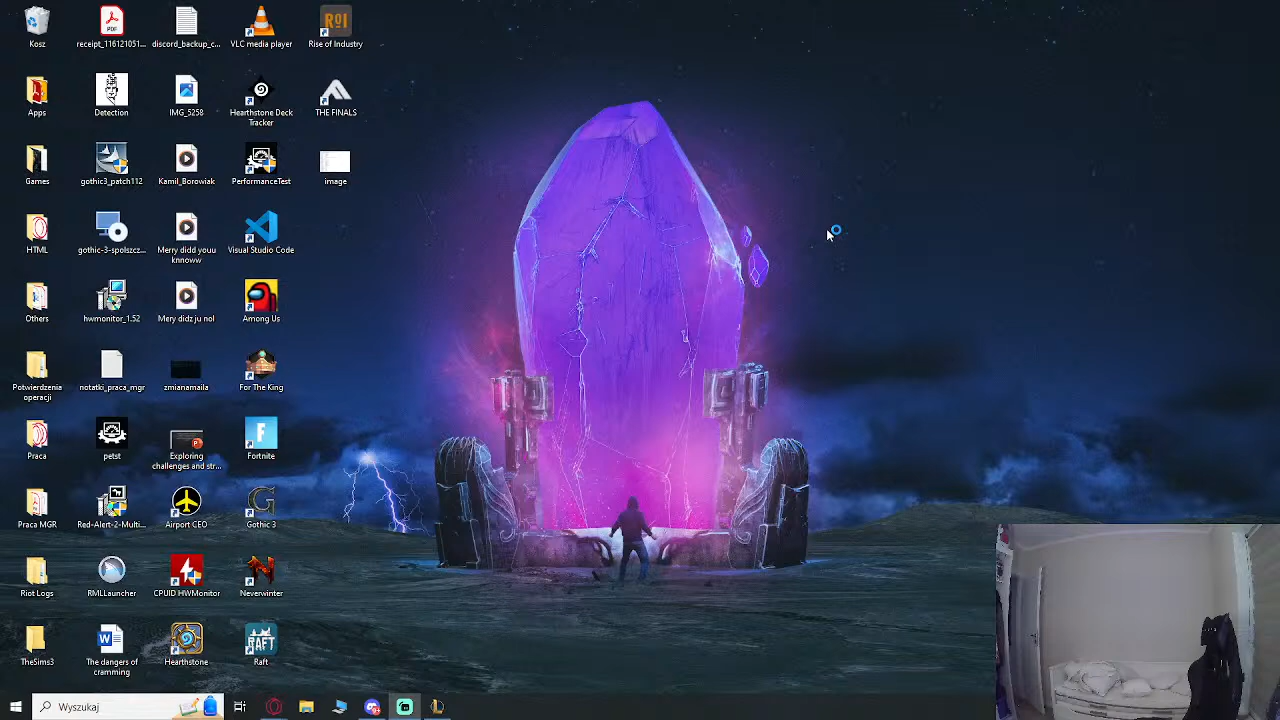 Kosz
receipt_116121051...
discord_backup_c...
VLC media player
Rise of Industry
Apps
Detection
IMG_5258
Hearthstone Deck
Tracker
THE FINALS
Games
gothic3_patch112
Kamil_Borowiak
PerformanceTest
image
HTML
gothic-3-spolszcz...
Merry didd youu
knnoww
Visual Studio Code
Others
hwmonitor_1.52
Mery didz ju nol
Among Us
Potwierdzenia
operacji
notatki_praca_mgr
zmianamaila
For The King
Praca
petst
Exploring
challenges and str...
Fortnite
Praca MGR
Red-Alert-2-Multi...
Airport CEO
Gothic 3
Riot Logs
RMLLauncher
CPUID HWMonitor
Neverwinter
TheSims3
The dangers of
cramming
Hearthstone
Raft
Wyszukaj